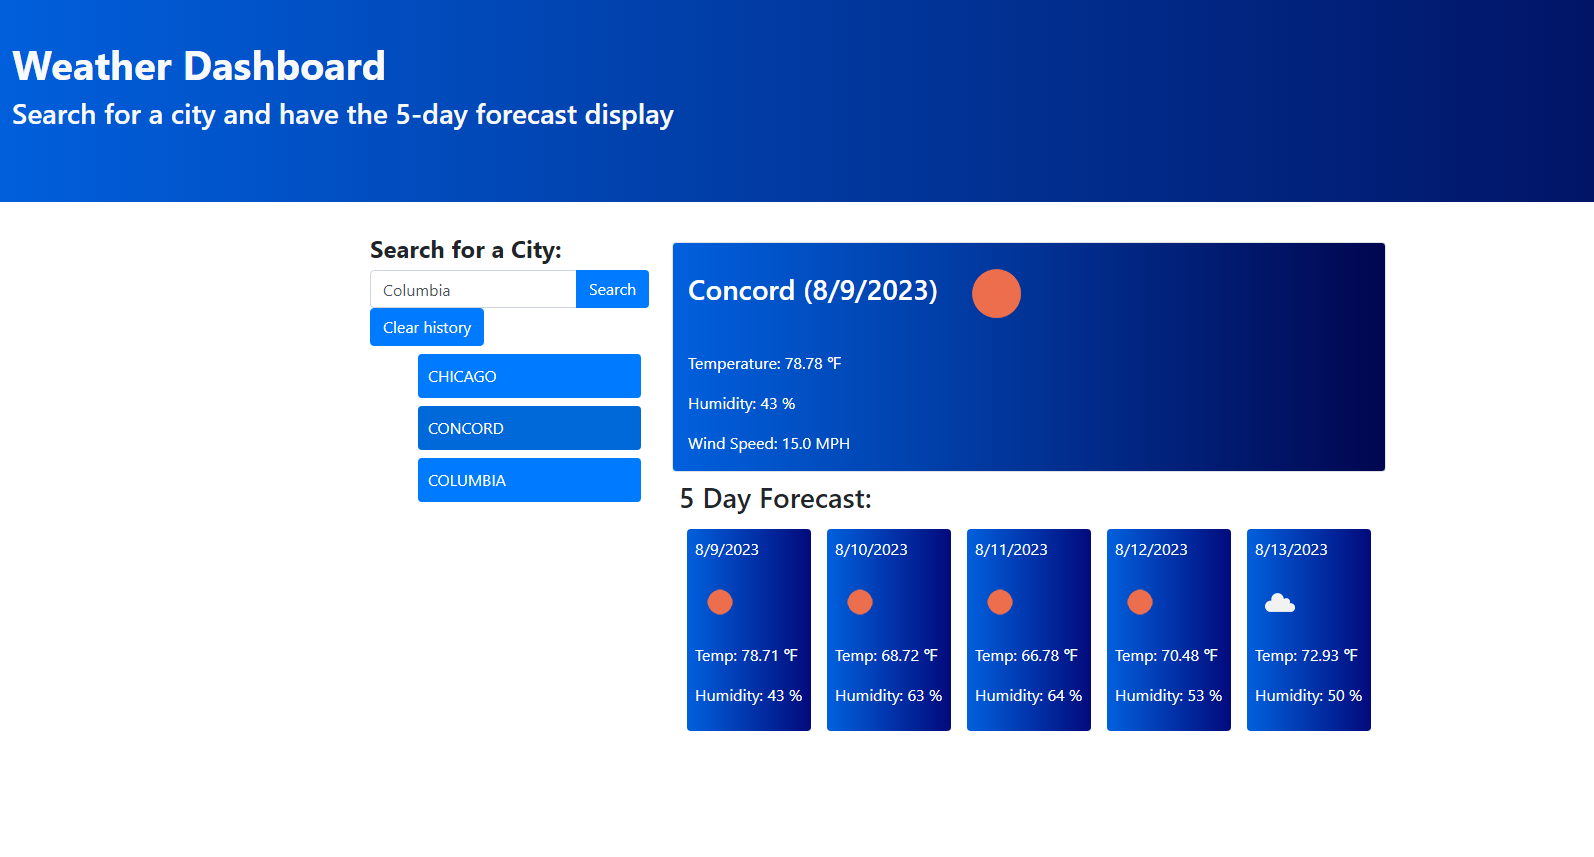 Weather Dashboard
Search for a city and have the 5-day forecast display
Search for a City:
Columbia
Search
Clear history
CHICAGO
CONCORD
COLUMBIA
Concord (8/9/2023)
Temperature: 78.78 ℉
Humidity: 43 %
Wind Speed: 15.0 MPH
5 Day Forecast:
8/9/2023
Temp: 78.71 ℉
Humidity: 43 %
8/10/2023
Temp: 68.72 ℉
Humidity: 63 %
8/11/2023
Temp: 66.78 ℉
Humidity: 64 %
8/12/2023
Temp: 70.48 ℉
Humidity: 53 %
8/13/2023
Temp: 72.93 ℉
Humidity: 50 %